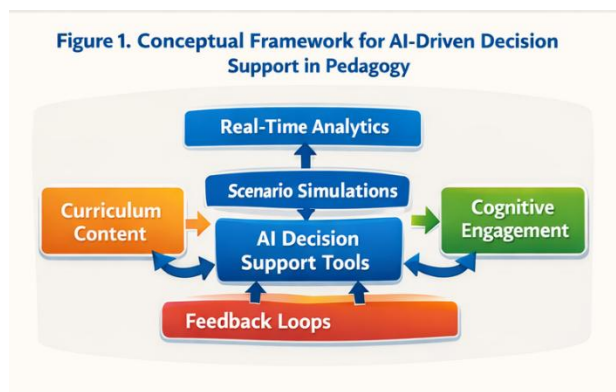 Figure 1. Conceptual Framework for AI-Driven Decision
Support in Pedagogy
Real-Time Analytics
Scenario Simulations
Curriculum
Content
AI Decision
Support Tools
Cognitive
Engagement
Feedback Loops